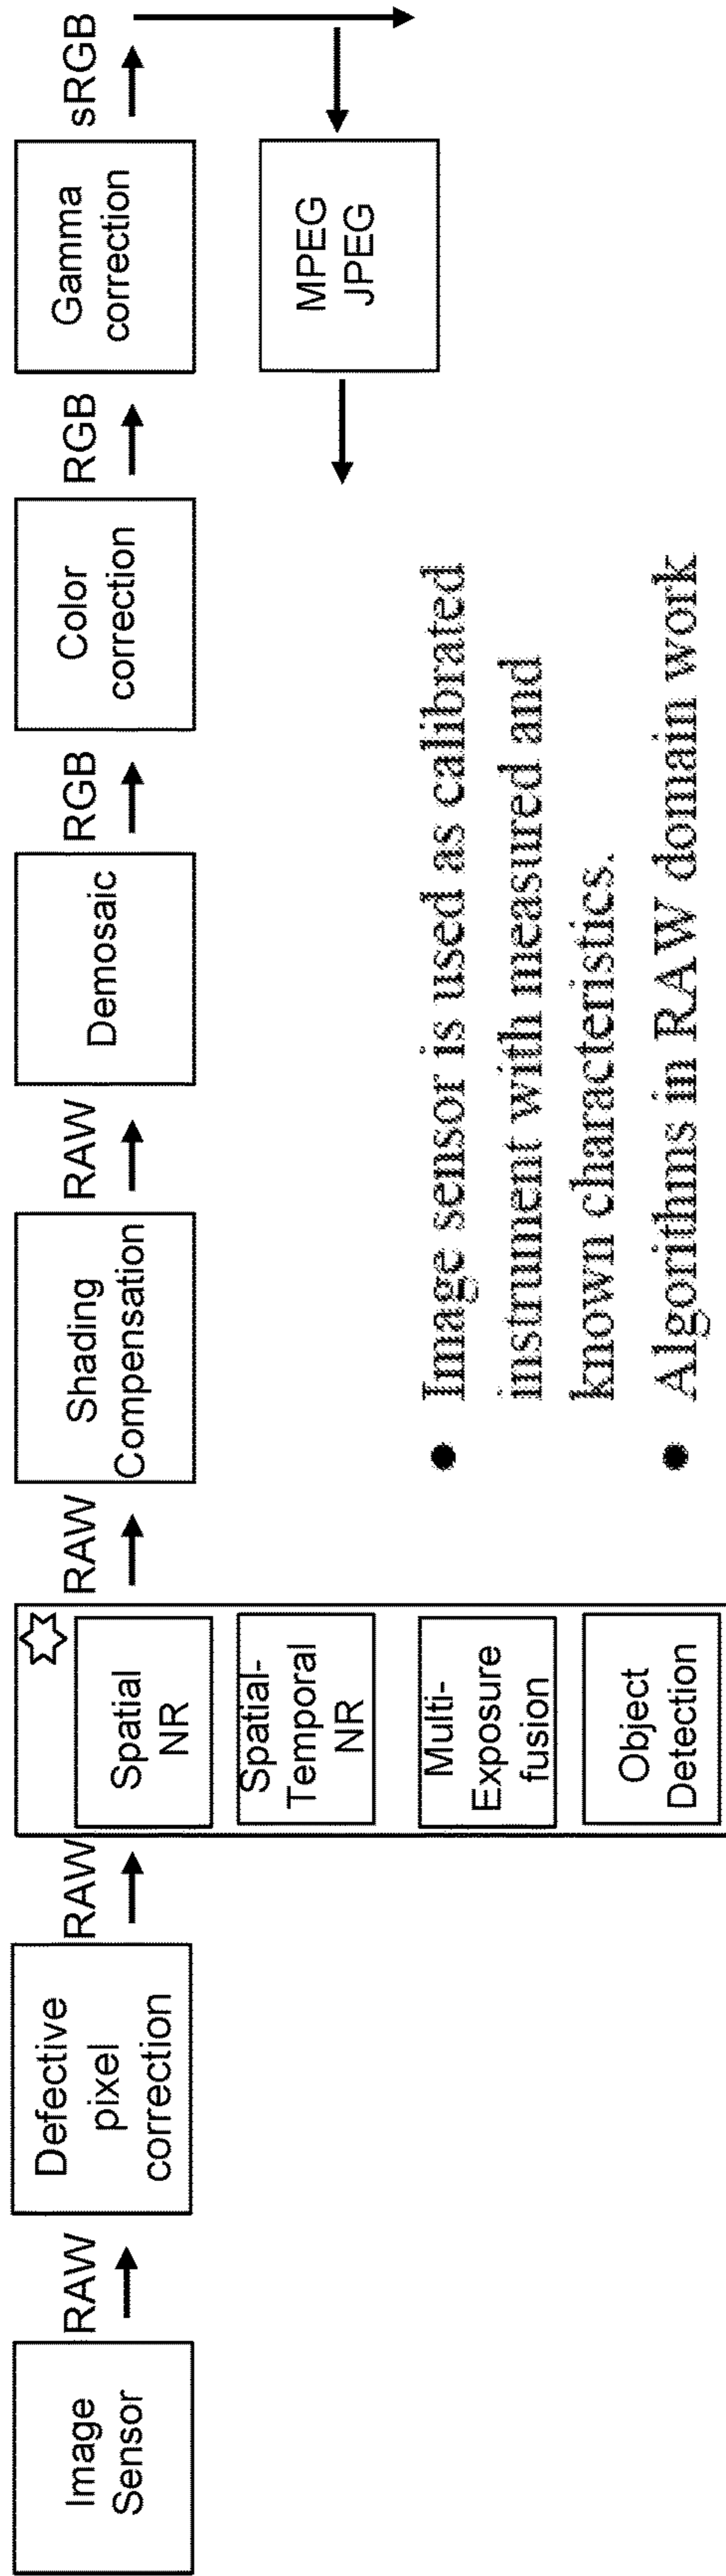 Image
Sensor
RAW
Defective
pixel
correction
RAW
Spatial
NR
Spatial-
Temporal
NR
Multi-
Exposure
fusion
Object
Detection
RAW
Shading
Compensation
RAW
Demosaic
RGB
Color
correction
RGB
Gamma
correction
sRGB
MPEG
JPEG
● Image sensor is used as calibrated
instrument with measured and
known characteristics.
● Algorithms in RAW domain work